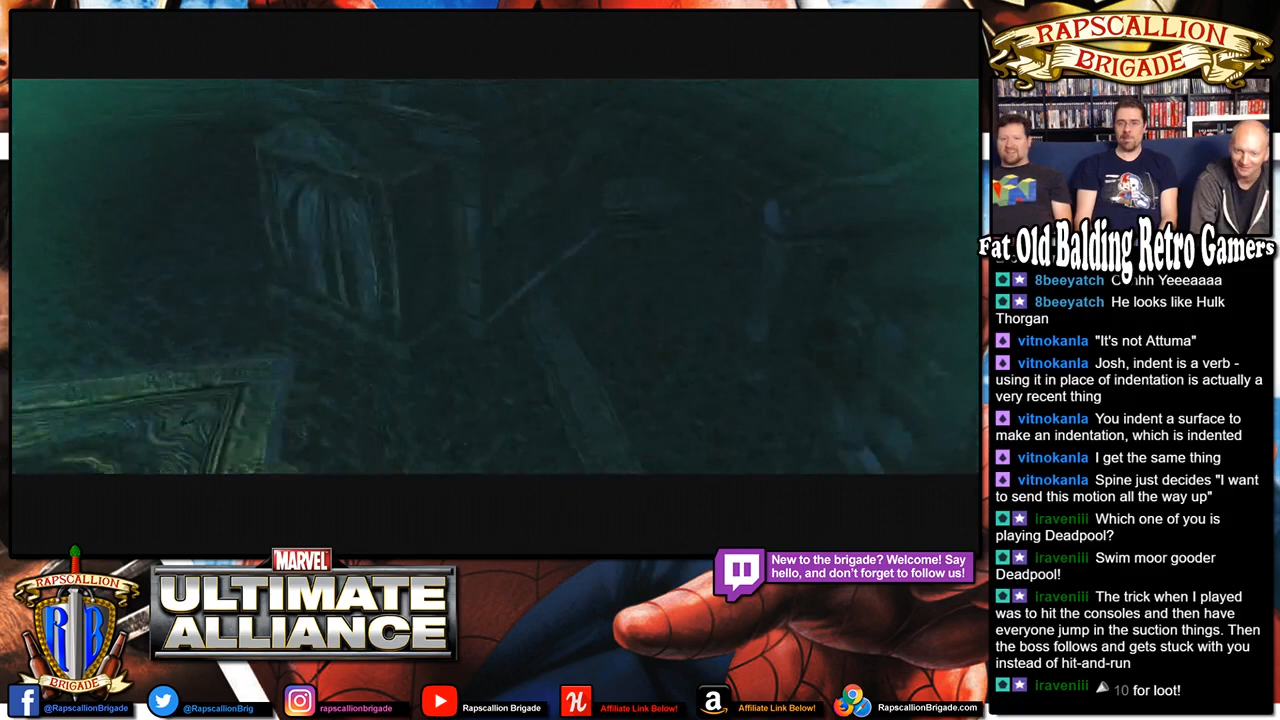 RAPSCALLION
BRIGADE
Fat Old Balding Retro Gamers
8beeyatch Yeeeaaaa
8beeyatch He looks like Hulk
Thorgan
vitnokanla "It's not Attuma"
vitnokanla Josh, indent is a verb -
using it in place of indentation is actually a
very recent thing
vitnokanla You indent a surface to
make an indentation, which is indented
vitnokanla I get the same thing
vitnokanla Spine just decides "I want
to send this motion all the way up"
iraveniii Which one of you is
playing Deadpool?
iraveniii Swim moor gooder
Deadpool!
iraveniii The trick when I played
was to hit the consoles and then have
everyone jump in the suction things. Then
the boss follows and gets stuck with you
instead of hit-and-run
iraveniii 10 for loot!
New to the brigade? Welcome! Say
hello, and don't forget to follow us!
RAPSCALLION
R B
BRIGADE
MARVEL
ULTIMATE
ALLIANCE
@RapscallionBrigade
@RapscallionBrig
rapscallionbrigade
Rapscallion Brigade
Affiliate Link Below!
Affiliate Link Below!
RapscallionBrigade.com